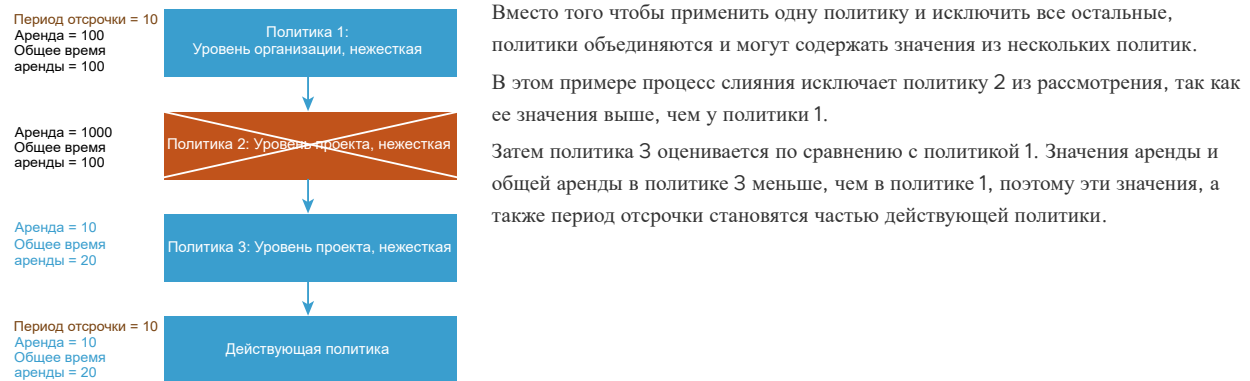 Период отсрочки = 10
Аренда = 100
Общее время
аренды = 100
Политика 1:
Уровень организации, нежесткая
Аренда = 1000
Общее время
аренды = 100
Политика 2: Уровень проекта, нежесткая
Аренда = 10
Общее время
аренды = 20
Политика 3: Уровень проекта, нежесткая
Период отсрочки = 10
Аренда = 10
Общее время
аренды = 20
Действующая политика
Вместо того чтобы применить одну политику и исключить все остальные,
политики объединяются и могут содержать значения из нескольких политик.
В этом примере процесс слияния исключает политику 2 из рассмотрения, так как
ее значения выше, чем у политики 1.
Затем политика 3 оценивается по сравнению с политикой 1. Значения аренды и
общей аренды в политике 3 меньше, чем в политике 1, поэтому эти значения, а
также период отсрочки становятся частью действующей политики.